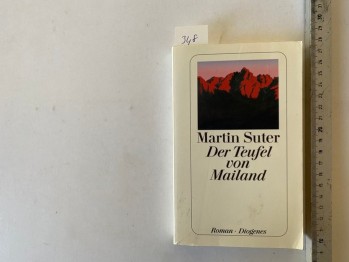 348
Martin Suter
Der Teufel
von
Mailand
Roman · Diogenes